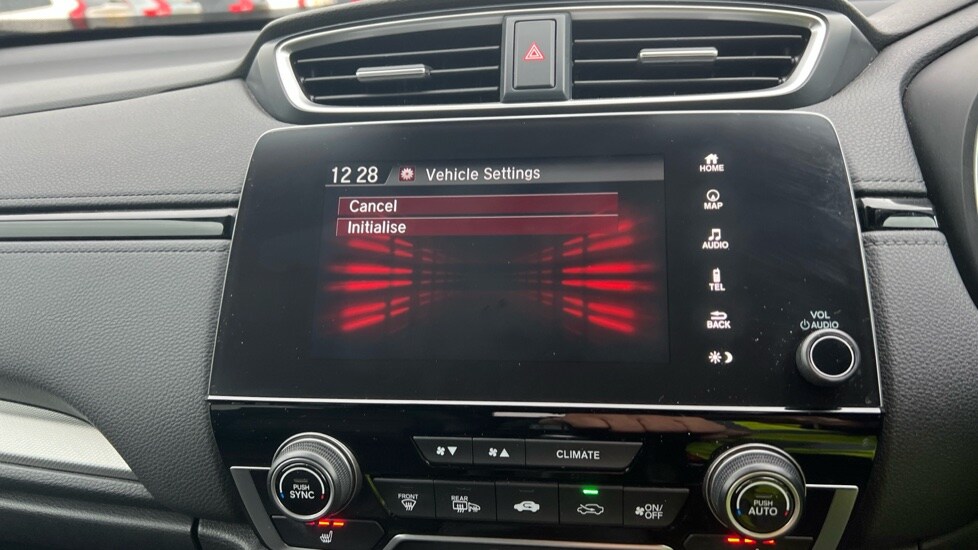 12 28 Vehicle Settings
Cancel
Initialise
HOME
MAP
AUDIO
TEL
BACK
VOL
AUDIO
CLIMATE
PUSH
SYNC
FRONT
REAR
ON/
OFF
PUSH
AUTO